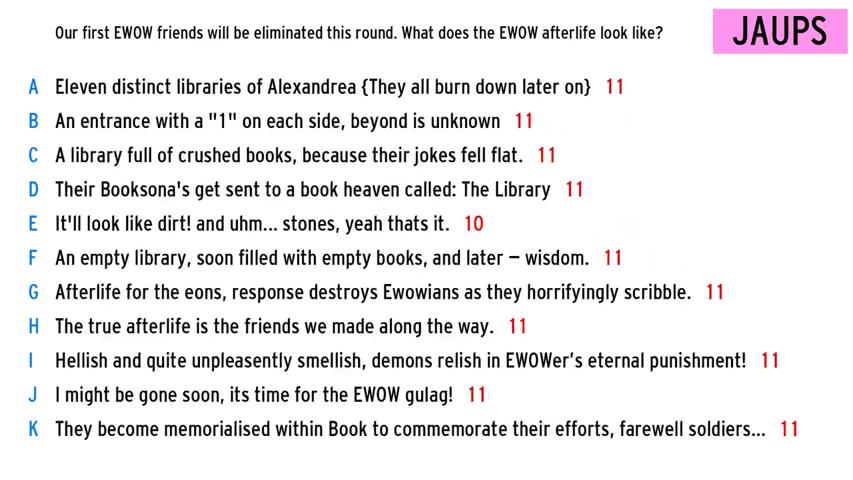 Our first EWOW friends will be eliminated this round. What does the EWOW afterlife look like?
JAUPS
A Eleven distinct libraries of Alexandrea {They all burn down later on} 11
B An entrance with a "1" on each side, beyond is unknown 11
C A library full of crushed books, because their jokes fell flat. 11
D Their Booksona's get sent to a book heaven called: The Library 11
E It'll look like dirt! and uhm... stones, yeah thats it. 10
F An empty library, soon filled with empty books, and later – wisdom. 11
G Afterlife for the eons, response destroys Ewowians as they horrifyingly scribble. 11
H The true afterlife is the friends we made along the way. 11
I Hellish and quite unpleasently smellish, demons relish in EWOWer's eternal punishment! 11
J I might be gone soon, its time for the EWOW gulag! 11
K They become memorialised within Book to commemorate their efforts, farewell soldiers... 11